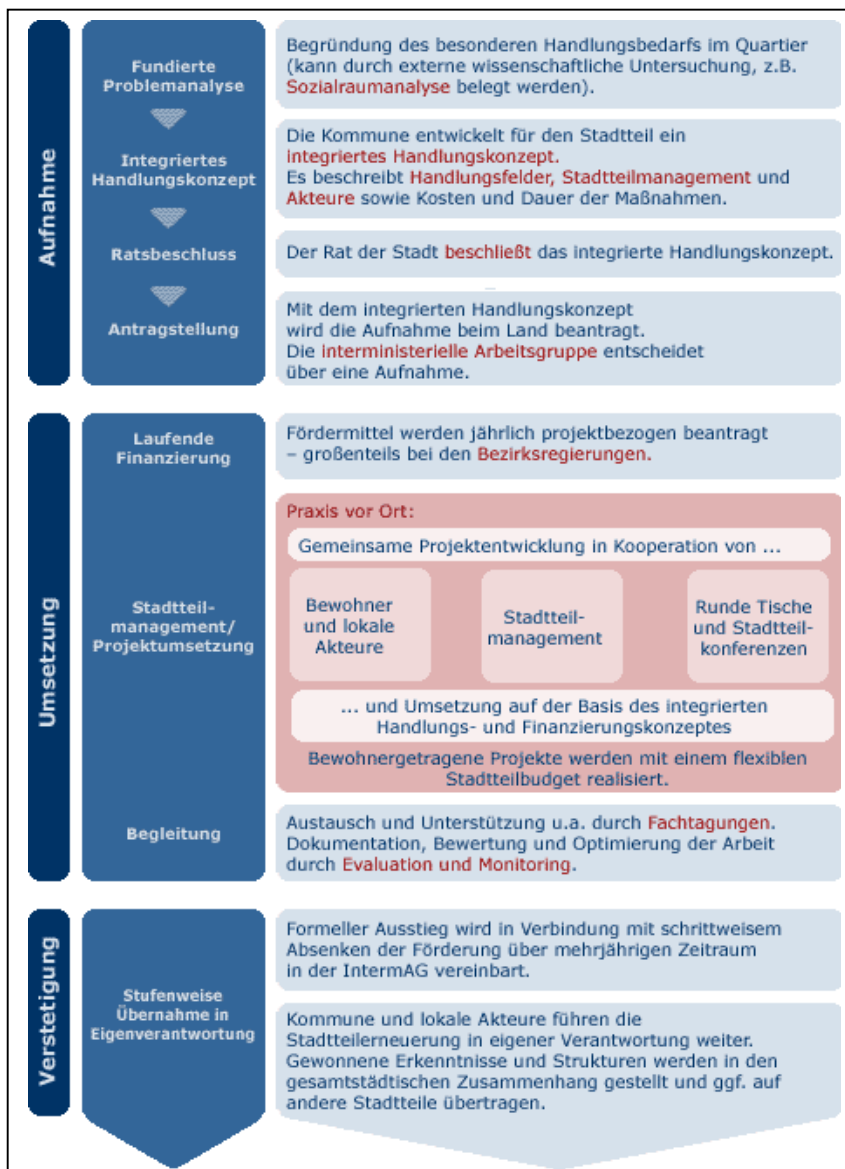 Aufnahme
Fundierte
Problemanalyse
Begründung des besonderen Handlungsbedarfs im Quartier
(kann durch externe wissenschaftliche Untersuchung, z.B.
Sozialraumanalyse belegt werden).
Integriertes
Handlungskonzept
Die Kommune entwickelt für den Stadtteil ein
integriertes Handlungskonzept.
Es beschreibt Handlungsfelder, Stadtteilmanagement und
Akteure sowie Kosten und Dauer der Maßnahmen.
Ratsbeschluss
Der Rat der Stadt beschließt das integrierte Handlungskonzept.
Antragstellung
Mit dem integrierten Handlungskonzept
wird die Aufnahme beim Land beantragt.
Die interministerielle Arbeitsgruppe entscheidet
über eine Aufnahme.
Umsetzung
Laufende
Finanzierung
Fördermittel werden jährlich projektbezogen beantragt
– großenteils bei den Bezirksregierungen.
Stadtteil-
management/
Projektumsetzung
Praxis vor Ort:
Gemeinsame Projektentwicklung in Kooperation von ...
Bewohner
und lokale
Akteure
Stadtteil-
management
Runde Tische
und Stadtteil-
konferenzen
... und Umsetzung auf der Basis des integrierten
Handlungs- und Finanzierungskonzeptes
Bewohnergetragene Projekte werden mit einem flexiblen
Stadtteilbudget realisiert.
Begleitung
Austausch und Unterstützung u.a. durch Fachtagungen.
Dokumentation, Bewertung und Optimierung der Arbeit
durch Evaluation und Monitoring.
Verstetigung
Stufenweise
Übernahme in
Eigenverantwortung
Formeller Ausstieg wird in Verbindung mit schrittweisem
Absenken der Förderung über mehrjährigen Zeitraum
in der IntermAG vereinbart.
Kommune und lokale Akteure führen die
Stadtteilerneuerung in eigener Verantwortung weiter.
Gewonnene Erkenntnisse und Strukturen werden in den
gesamtstädtischen Zusammenhang gestellt und ggf. auf
andere Stadtteile übertragen.